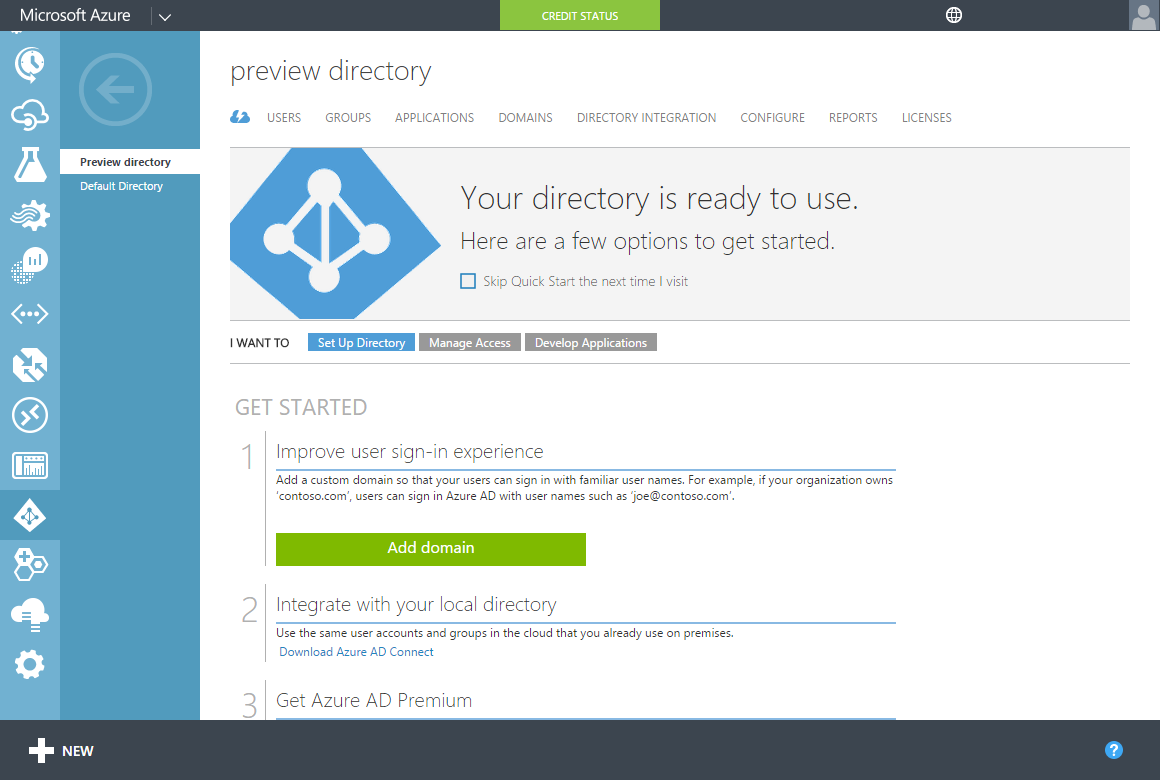 Microsoft Azure
CREDIT STATUS
Preview directory
Default Directory
preview directory
USERS GROUPS APPLICATIONS DOMAINS DIRECTORY INTEGRATION CONFIGURE REPORTS LICENSES
Your directory is ready to use.
Here are a few options to get started.
Skip Quick Start the next time I visit
I WANT TO Set Up Directory Manage Access Develop Applications
GET STARTED
1 Improve user sign-in experience
Add a custom domain so that your users can sign in with familiar user names. For example, if your organization owns
‘contoso.com’, users can sign in Azure AD with user names such as ‘joe@contoso.com’.
Add domain
2 Integrate with your local directory
Use the same user accounts and groups in the cloud that you already use on premises.
Download Azure AD Connect
3 Get Azure AD Premium
NEW ?